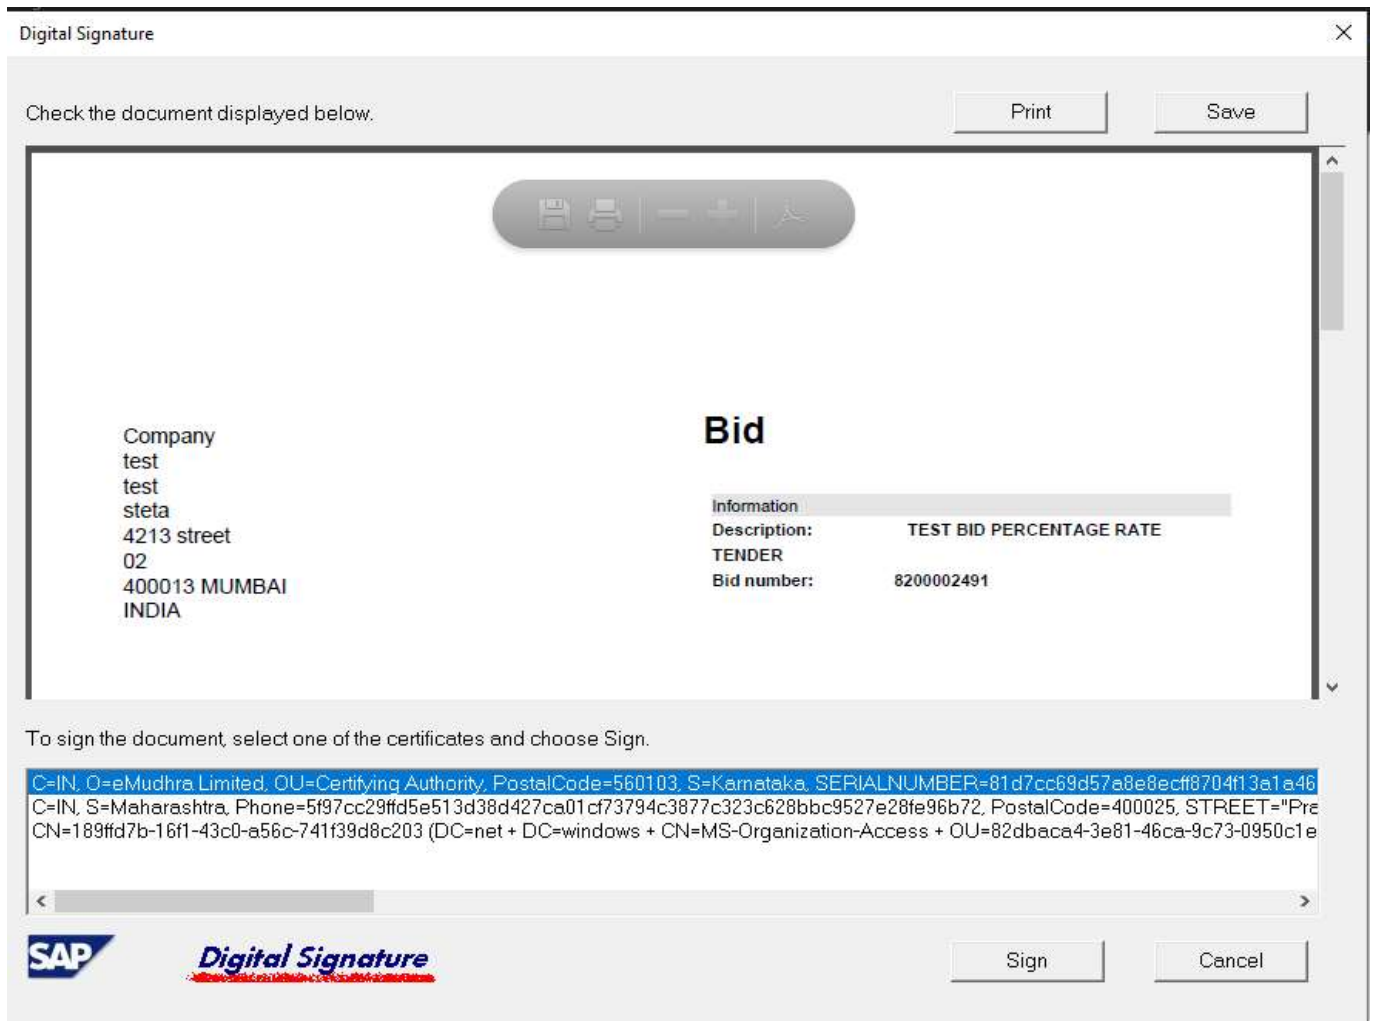 Digital Signature
Check the document displayed below.
Print
Save
Company
test
test
steta
4213 street
02
400013 MUMBAI
INDIA
Bid
Information
Description: TEST BID PERCENTAGE RATE
TENDER
Bid number: 8200002491
To sign the document, select one of the certificates and choose Sign.
C=IN, O=eMudhra Limited, OU=Certifying Authority, PostalCode=560103, S=Karnataka, SERIALNUMBER=81d7cc69d57a8e8ecff8704f13a1a46
C=IN, S=Maharashtra, Phone=5f97cc29ffd5e513d38d427ca01cf73794c3877c323c628bbc9527e28fe96b72, PostalCode=400025, STREET="Pra
CN=189ffd7b-16f1-43c0-a56c-741f39d8c203 (DC=net + DC=windows + CN=MS-Organization-Access + OU=82dbaca4-3e81-46ca-9c73-0950c1e
SAP
Digital Signature
Sign
Cancel